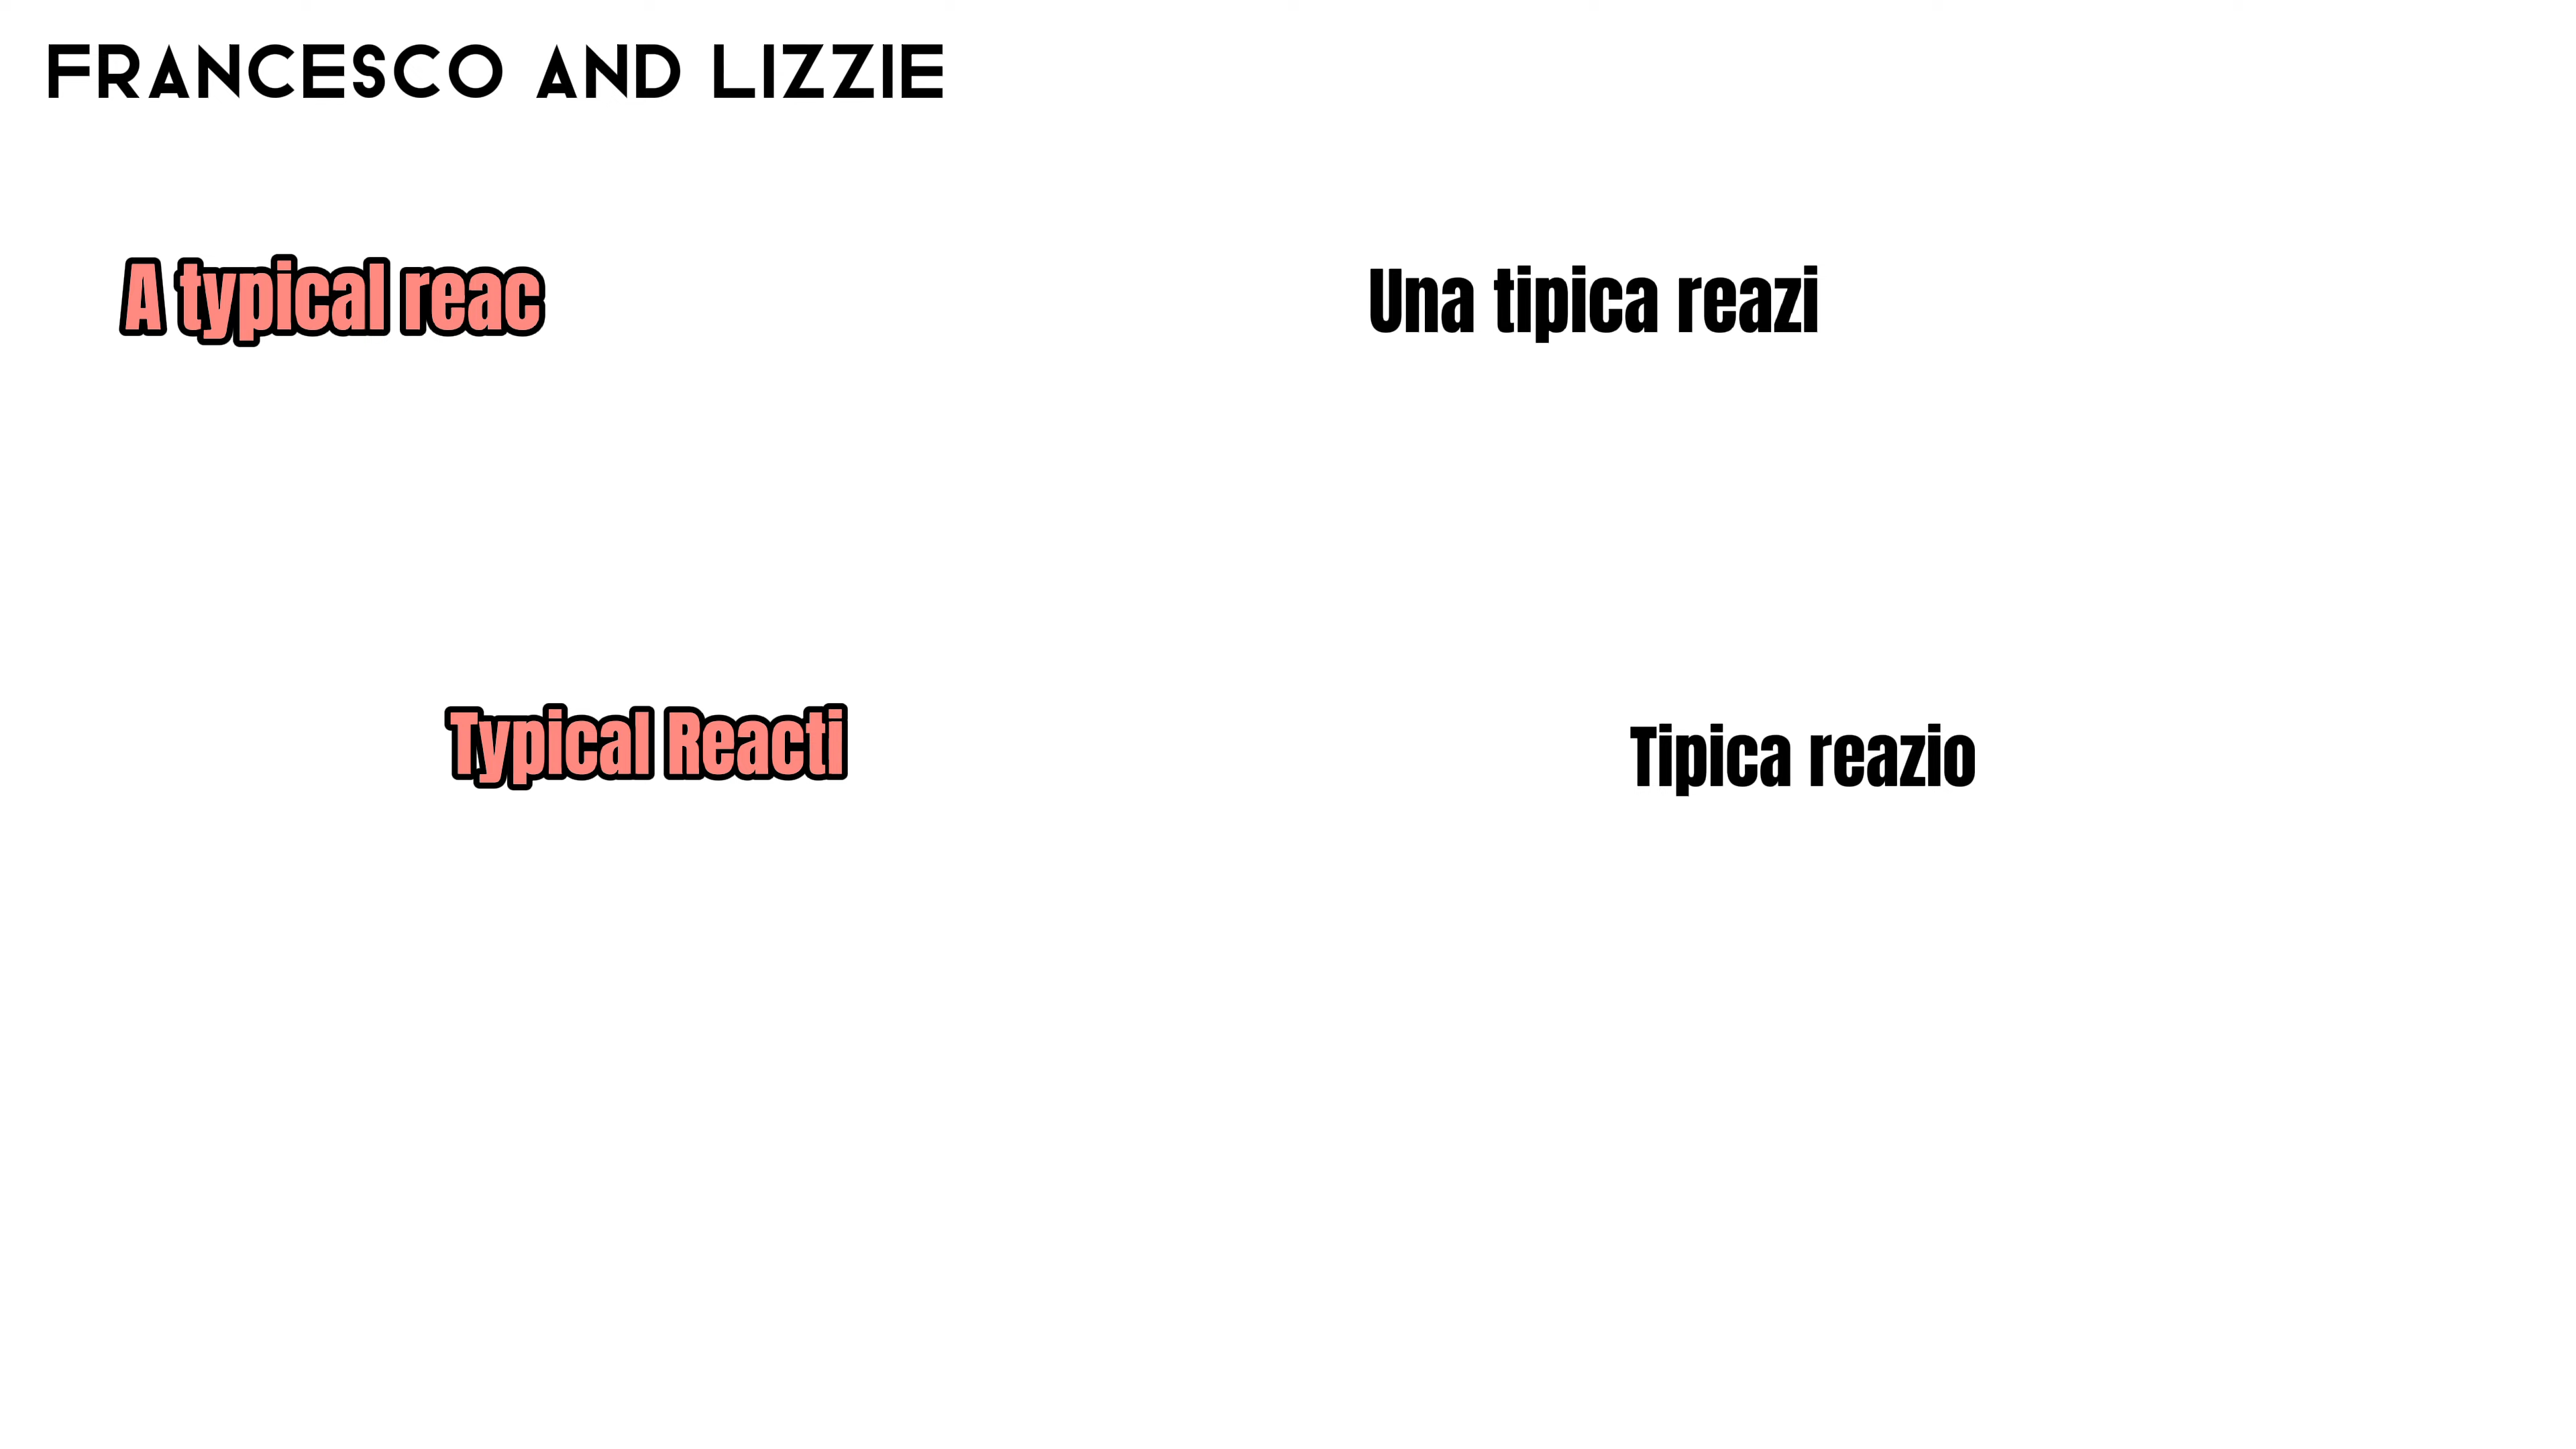 FRANCESCO AND LIZZIE
A typical reac
Una tipica reazi
Typical Reacti
Tipica reazio